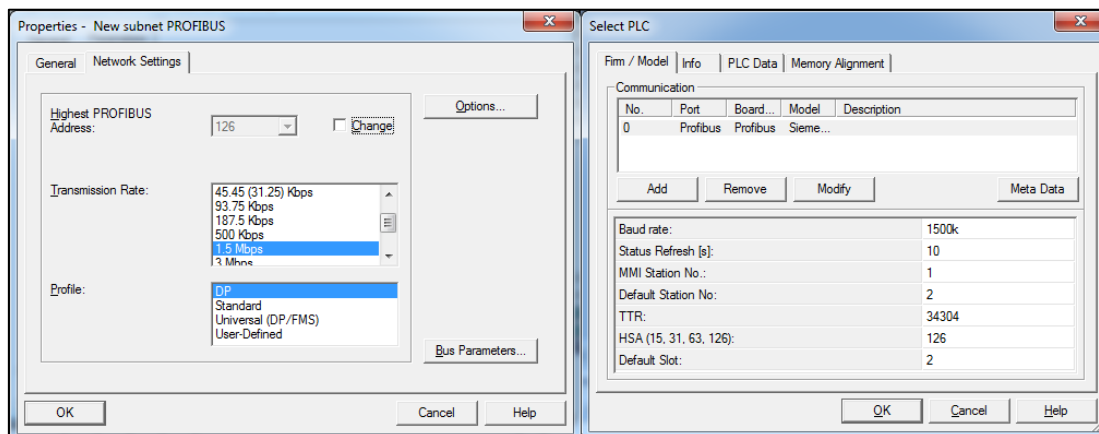 Properties - New subnet PROFIBUS
General Network Settings
Highest PROFIBUS
Address:
126
Change
Options...
Transmission Rate:
45.45 (31.25) Kbps
93.75 Kbps
187.5 Kbps
500 Kbps
1.5 Mbps
3 Mbps
Profile:
DP
Standard
Universal (DP/FMS)
User-Defined
Bus Parameters...
OK Cancel Help
Select PLC
Firm / Model Info PLC Data Memory Alignment
Communication
No. Port Board... Model Description
0 Profibus Profibus Sieme...
Add Remove Modify Meta Data
Baud rate: 1500k
Status Refresh [s]: 10
MMI Station No.: 1
Default Station No: 2
TTR: 34304
HSA (15, 31, 63, 126): 126
Default Slot: 2
OK Cancel Help